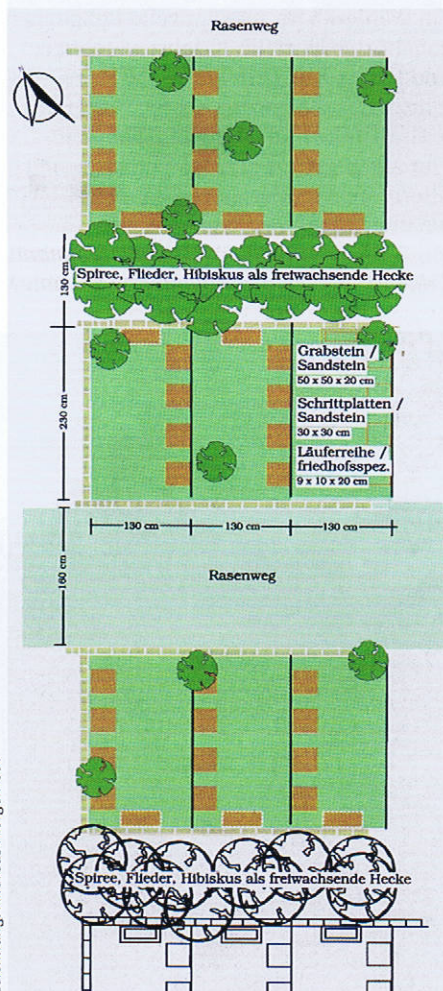 Rasenweg
130 cm
Spiree, Flieder, Hibiskus als freiwachsende Hecke
230 cm
Grabstein /
Sandstein
50 x 50 x 20 cm
Schrittplatten /
Sandstein
30 x 30 cm
Läuferreihe /
friedhofsspez.
9 x 10 x 20 cm
130 cm
130 cm
130 cm
160 cm
Rasenweg
Spiree, Flieder, Hibiskus als freiwachsende Hecke